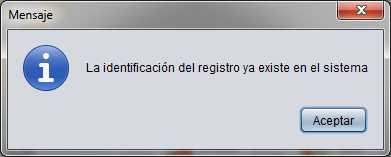 Mensaje
La identificación del registro ya existe en el sistema
Aceptar